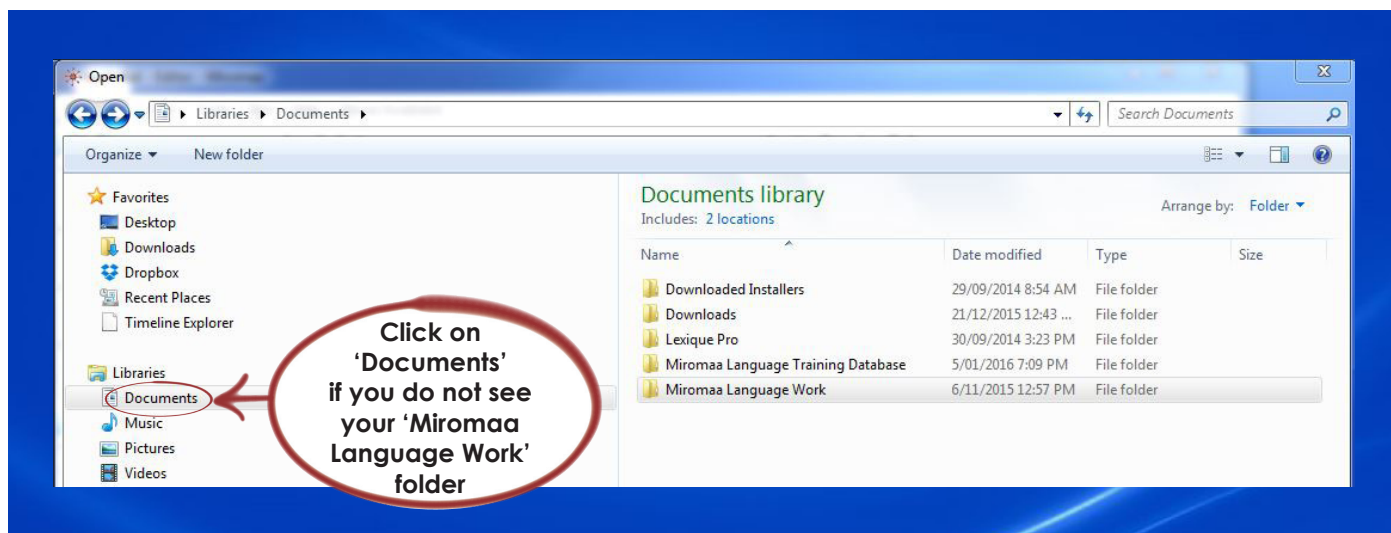 Open
Libraries Documents
Search Documents
Organize New folder
Favorites
Desktop
Downloads
Dropbox
Recent Places
Timeline Explorer
Libraries
Documents
Music
Pictures
Videos
Click on
‘Documents’
if you do not see
your ‘Miromaa
Language Work’
folder
Documents library
Includes: 2 locations
Arrange by: Folder
Name Date modified Type Size
Downloaded Installers 29/09/2014 8:54 AM File folder
Downloads 21/12/2015 12:43 ... File folder
Lexique Pro 30/09/2014 3:23 PM File folder
Miromaa Language Training Database 5/01/2016 7:09 PM File folder
Miromaa Language Work 6/11/2015 12:57 PM File folder